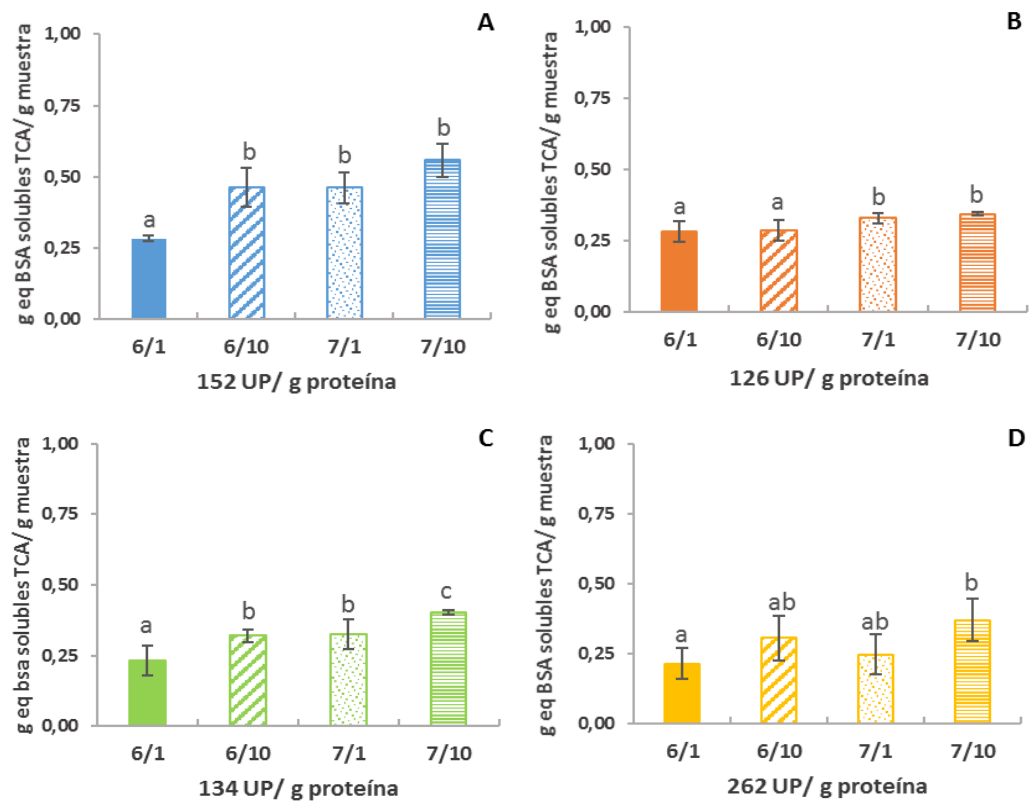 A
g eq BSA solubles TCA/ g muestra
1,00
0,75
0,50
0,25
0,00
a
b
b
b
6/1 6/10 7/1 7/10
152 UP/ g proteína
B
g eq BSA solubles TCA/ g muestra
1,00
0,75
0,50
0,25
0,00
a
a
b
b
6/1 6/10 7/1 7/10
126 UP/ g proteína
C
g eq bsa solubles TCA/ g muestra
1,00
0,75
0,50
0,25
0,00
a
b
b
c
6/1 6/10 7/1 7/10
134 UP/ g proteína
D
g eq BSA solubles TCA/ g muestra
1,00
0,75
0,50
0,25
0,00
a
ab
ab
b
6/1 6/10 7/1 7/10
262 UP/ g proteína